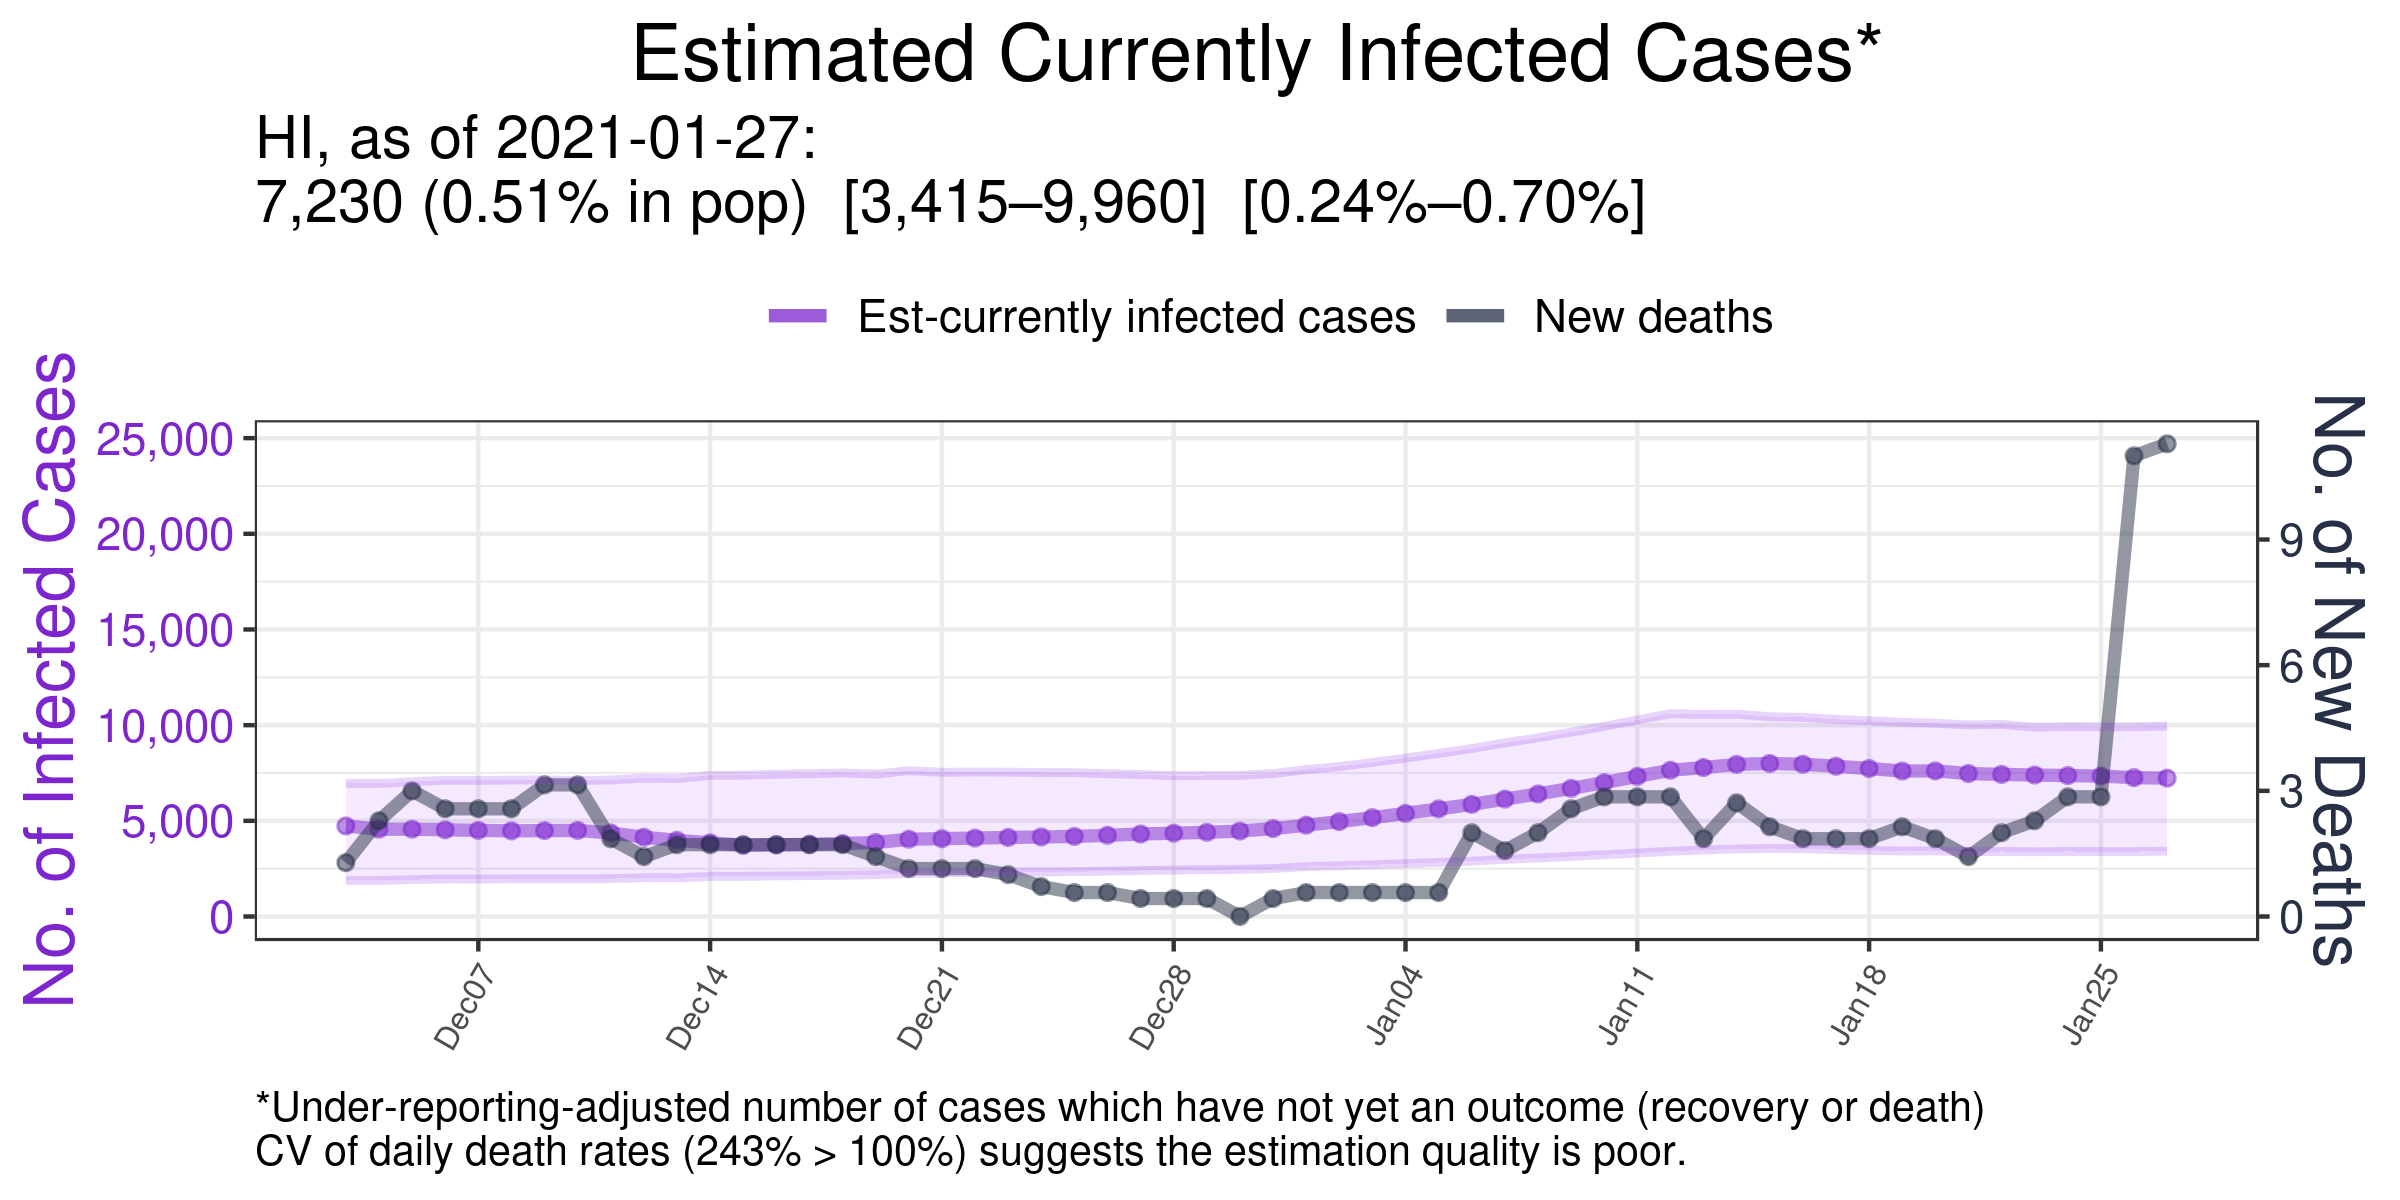 Estimated Currently Infected Cases*
HI, as of 2021-01-27:
7,230 (0.51% in pop)  [3,415–9,960]  [0.24%–0.70%]
Est-currently infected cases
New deaths
No. of Infected Cases
25,000
20,000
15,000
10,000
5,000
0
No. of New Deaths
9
6
3
0
Dec07
Dec14
Dec21
Dec28
Jan04
Jan11
Jan18
Jan25
*Under-reporting-adjusted number of cases which have not yet an outcome (recovery or death)
CV of daily death rates (243% > 100%) suggests the estimation quality is poor.